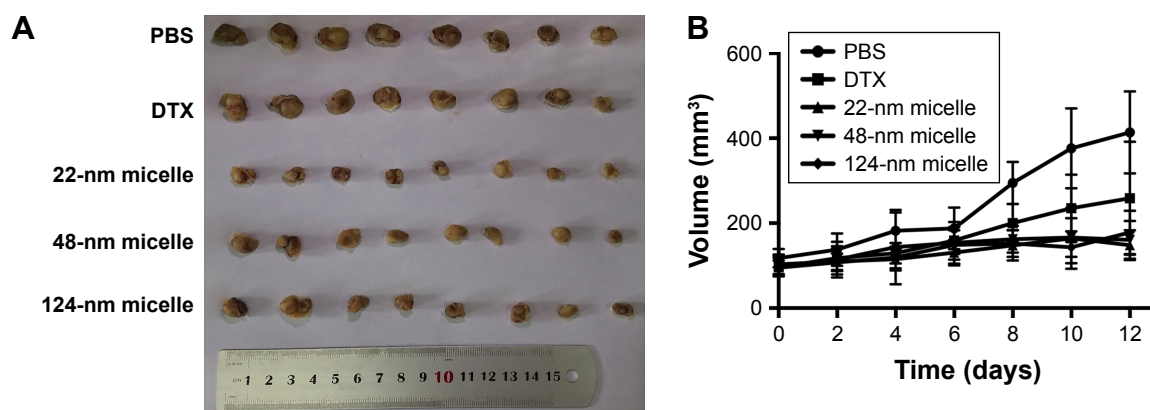 A
PBS
DTX
22-nm micelle
48-nm micelle
124-nm micelle
cm 1 2 3 4 5 6 7 8 9 10 11 12 13 14 15
B
600
400
200
0
Volume (mm³)
PBS
DTX
22-nm micelle
48-nm micelle
124-nm micelle
0 2 4 6 8 10 12
Time (days)